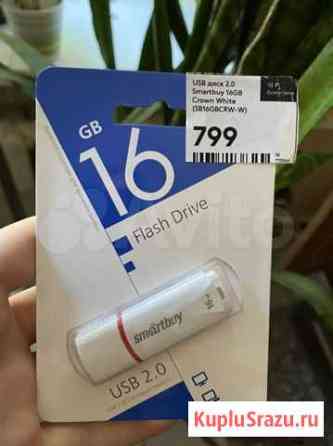 USB диск 2.0
Smartbuy 16GB
Crown White
(SB16GBCRW-W)
799
GB
16
Flash Drive
smartbuy
USB 2.0
Avito
KupluSrazu.ru